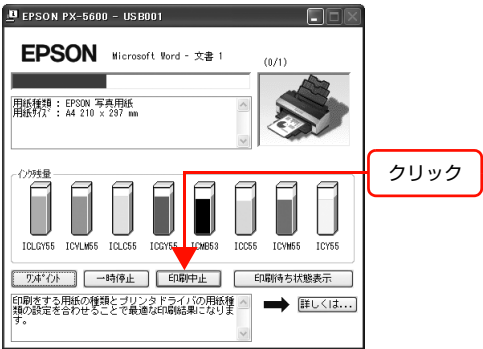 EPSON PX-5600 - USB001
EPSON Microsoft Word - 文書 1 (0/1)
用紙種類 : EPSON 写真用紙
用紙ｻｲｽﾞ : A4 210 x 297 mm
クリック
ｲﾝｸ残量
ICLGY55 ICVLM55 ICLC55 ICGY55 ICMB53 ICC55 ICVM55 ICY55
ﾜﾝﾎﾟｲﾝﾄ 一時停止 印刷中止 印刷待ち状態表示
印刷をする用紙の種類とプリンタドライバの用紙種
類の設定を合わせることで最適な印刷結果になりま
す。
詳しくは...